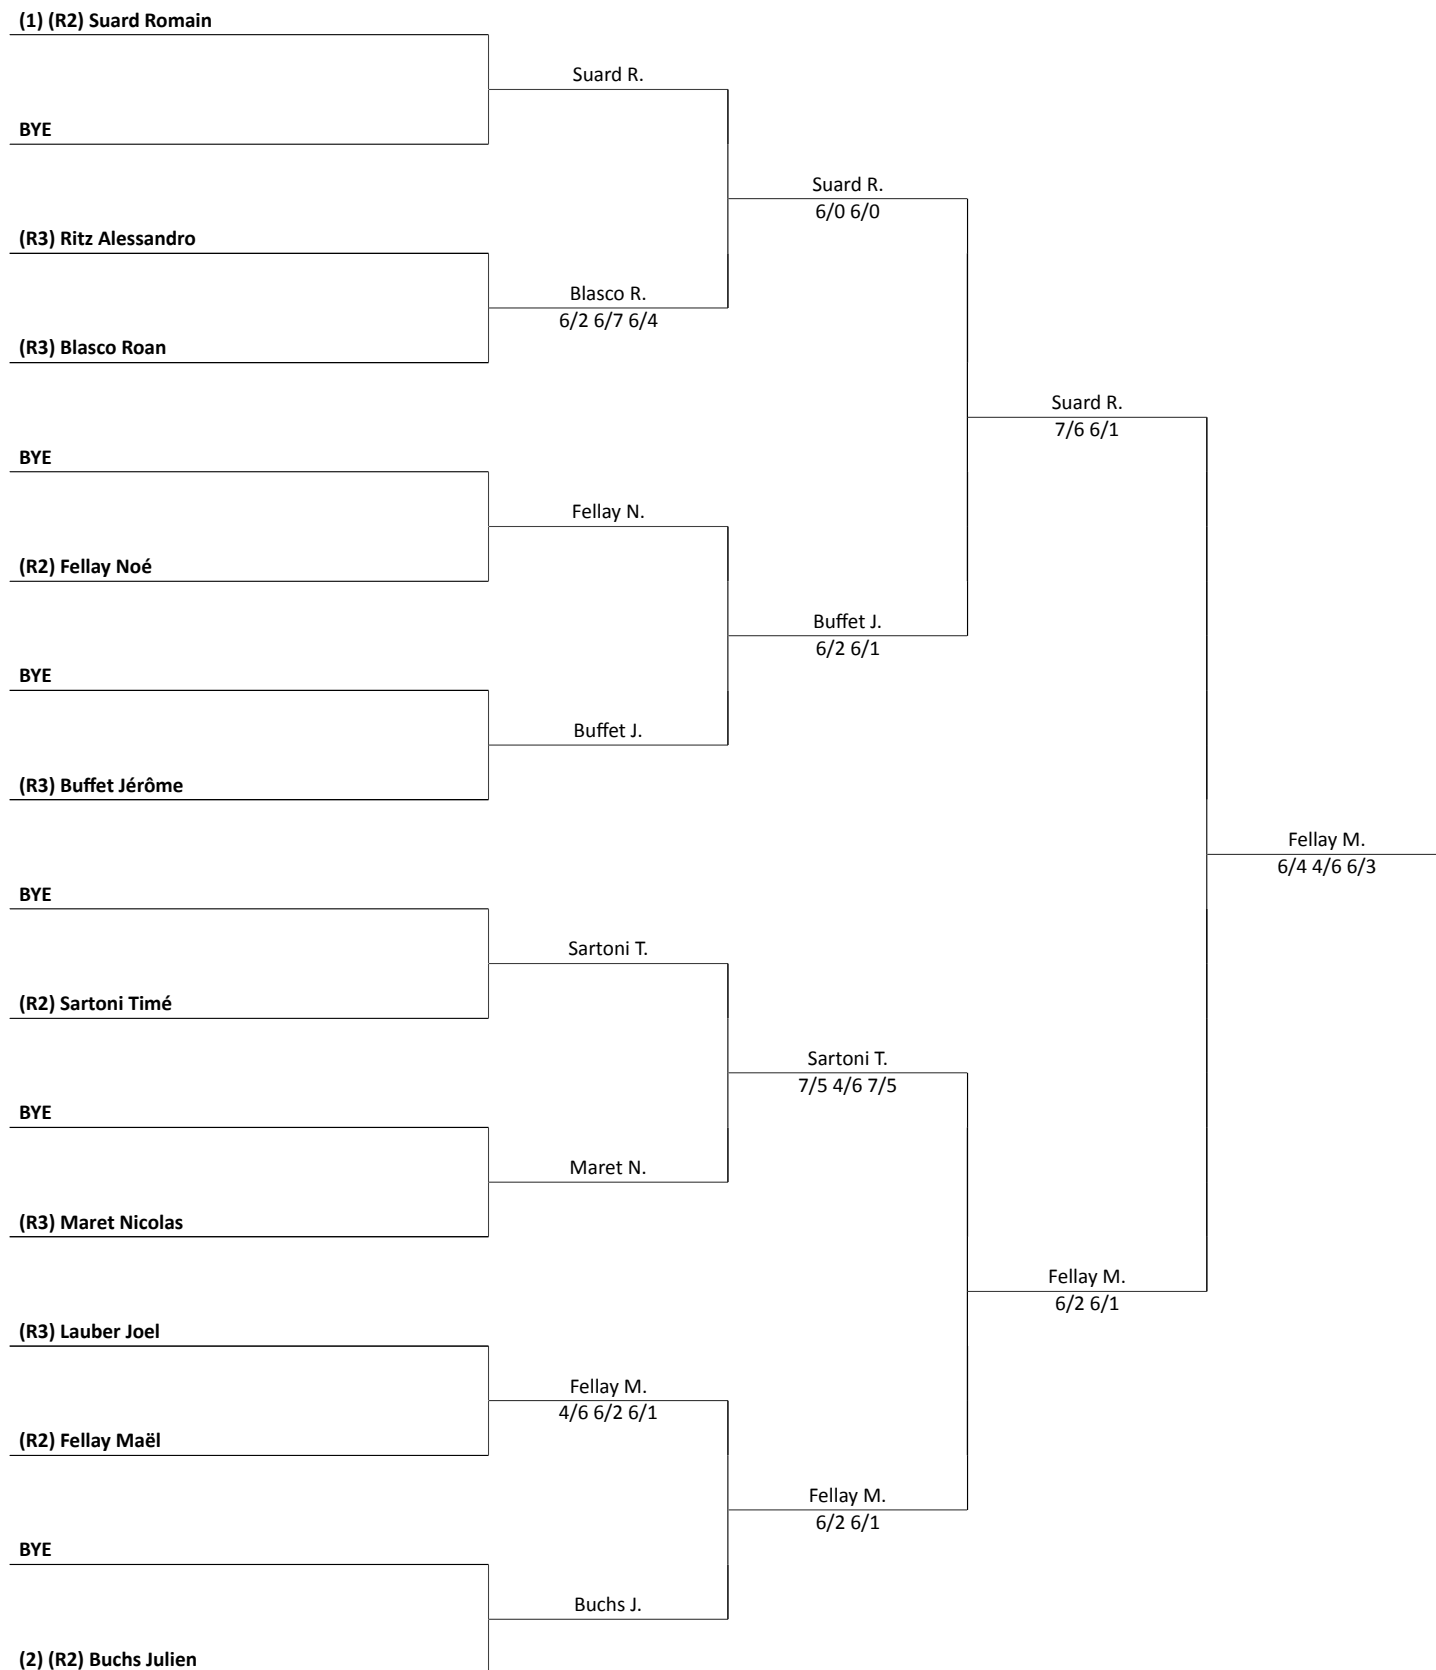 (1) (R2) Suard Romain
Suard R.
BYE
Suard R.
6/0 6/0
(R3) Ritz Alessandro
Blasco R.
6/2 6/7 6/4
(R3) Blasco Roan
Suard R.
7/6 6/1
BYE
Fellay N.
(R2) Fellay Noé
Buffet J.
6/2 6/1
BYE
Buffet J.
(R3) Buffet Jérôme
Fellay M.
6/4 4/6 6/3
BYE
Sartoni T.
(R2) Sartoni Timé
Sartoni T.
7/5 4/6 7/5
BYE
Maret N.
(R3) Maret Nicolas
Fellay M.
6/2 6/1
(R3) Lauber Joel
Fellay M.
4/6 6/2 6/1
(R2) Fellay Maël
Fellay M.
6/2 6/1
BYE
Buchs J.
(2) (R2) Buchs Julien